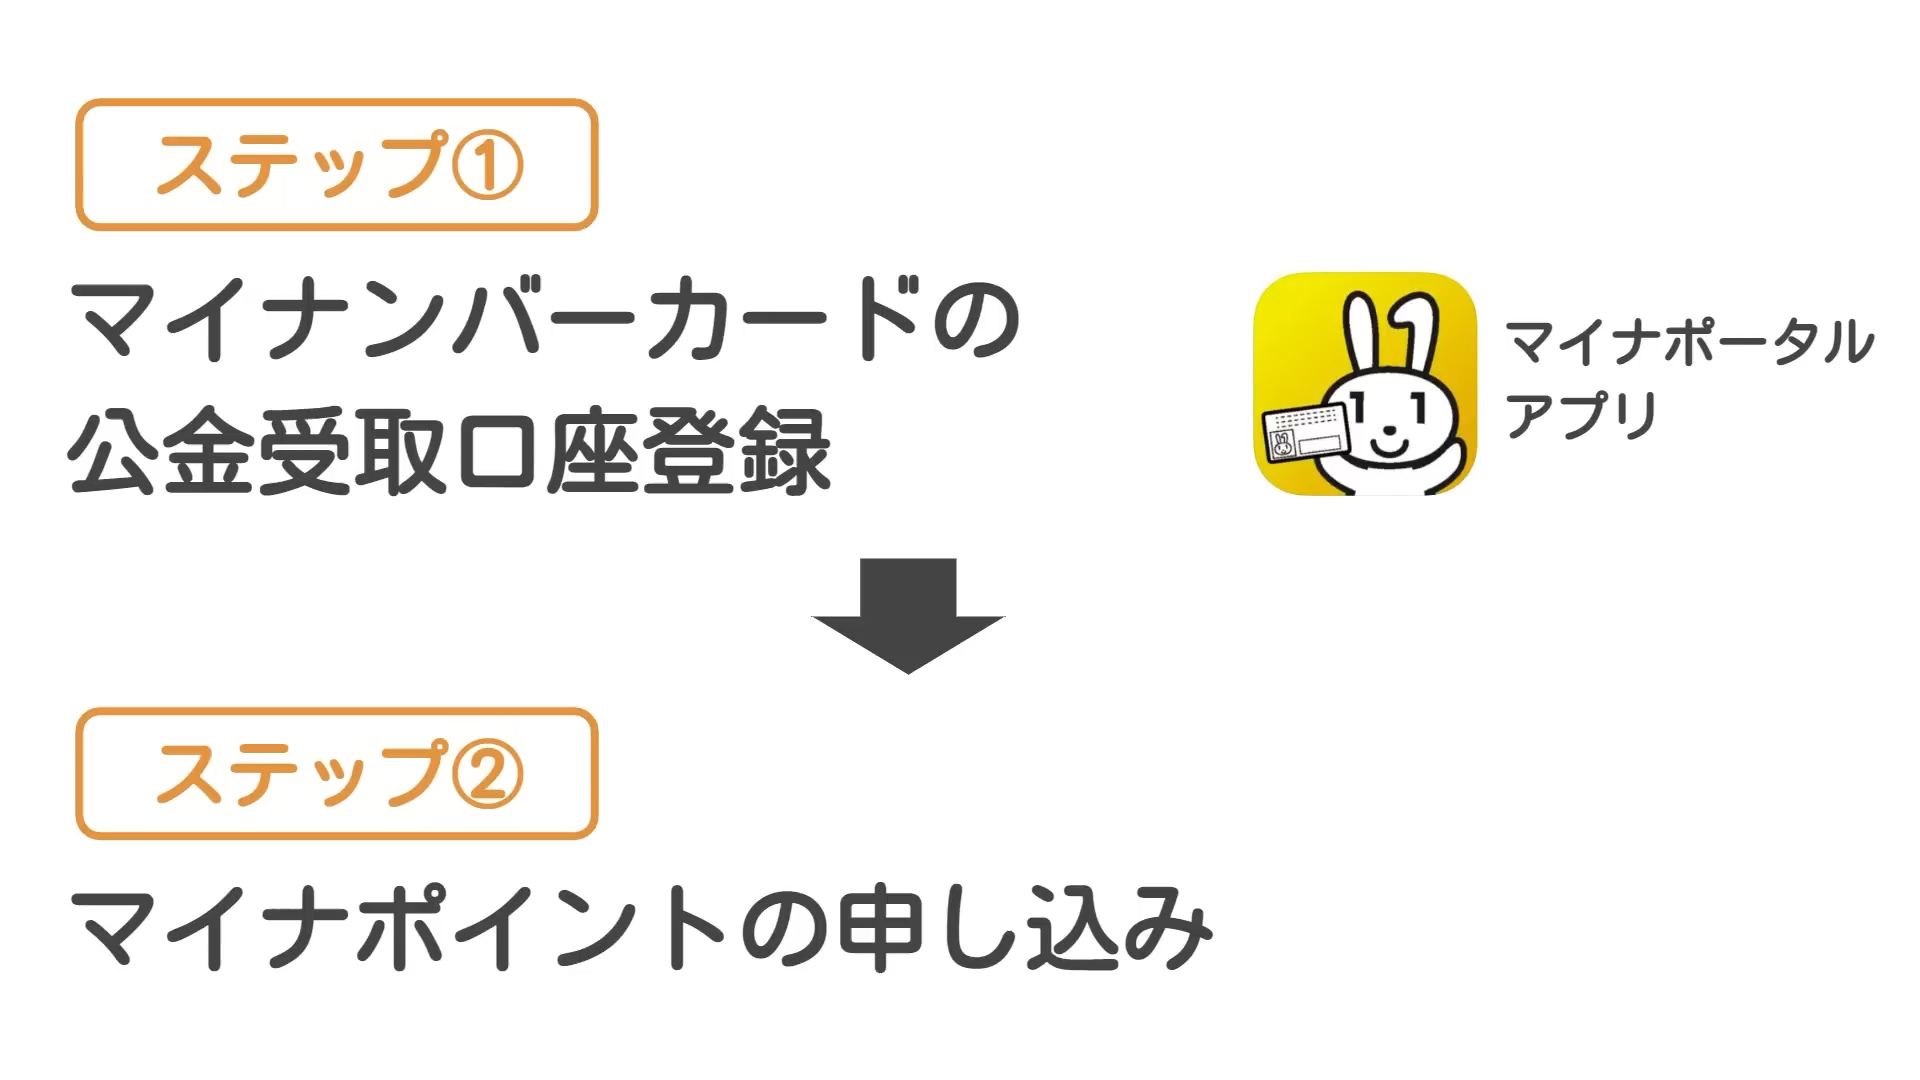 ステップ①
マイナンバーカードの
公金受取口座登録
マイナポータル
アプリ
ステップ②
マイナポイントの申し込み